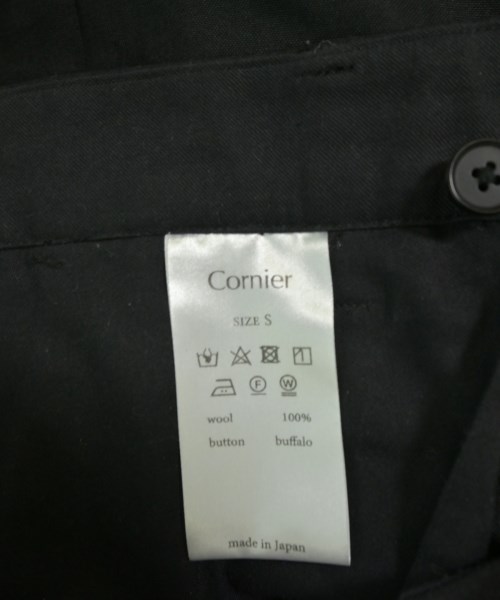 Cornier
SIZE S
F W
wool 100%
button buffalo
made in Japan